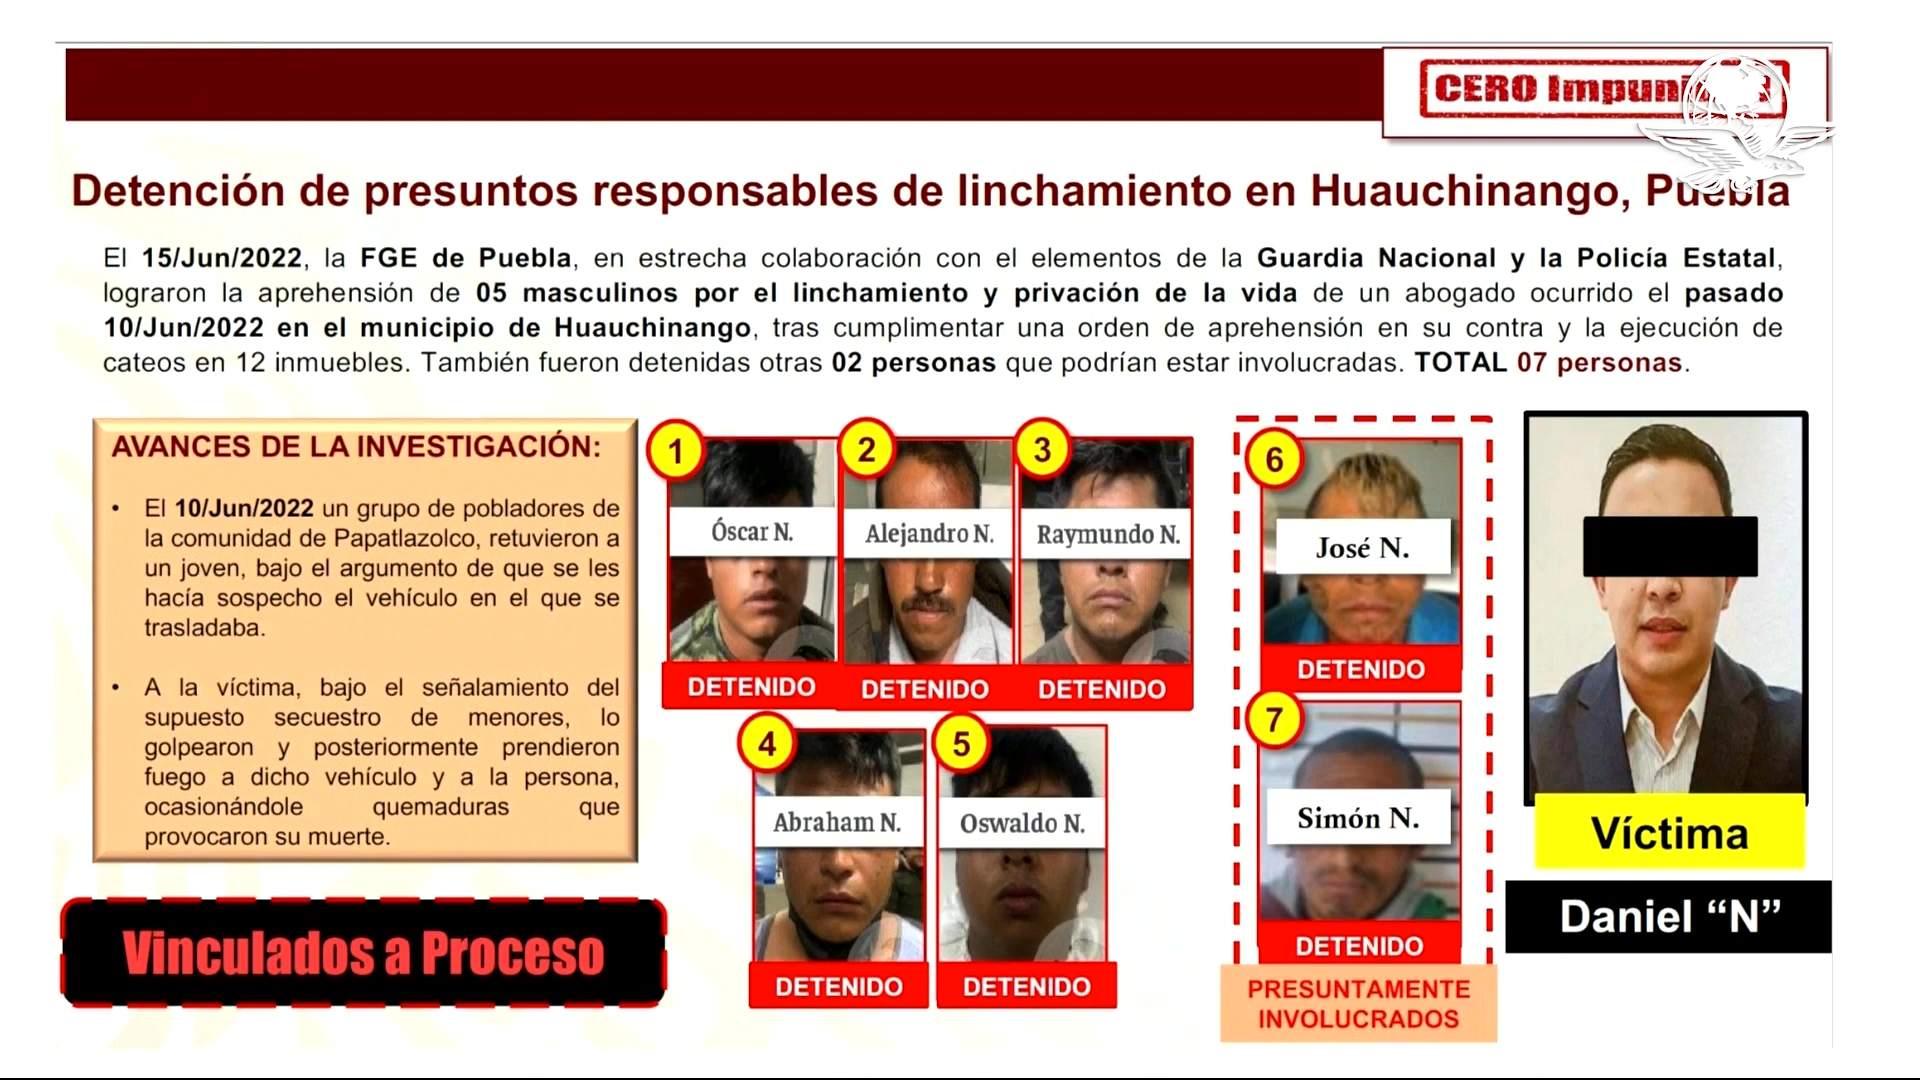 CERO Impuni
Detención de presuntos responsables de linchamiento en Huauchinango, Puebla
El 15/Jun/2022, la FGE de Puebla, en estrecha colaboración con el elementos de la Guardia Nacional y la Policía Estatal,
lograron la aprehensión de 05 masculinos por el linchamiento y privación de la vida de un abogado ocurrido el pasado
10/Jun/2022 en el municipio de Huauchinango, tras cumplimentar una orden de aprehensión en su contra y la ejecución de
cateos en 12 inmuebles. También fueron detenidas otras 02 personas que podrían estar involucradas. TOTAL 07 personas.
AVANCES DE LA INVESTIGACIÓN:
• El 10/Jun/2022 un grupo de pobladores de
la comunidad de Papatlazolco, retuvieron a
un joven, bajo el argumento de que se les
hacía sospecho el vehículo en el que se
trasladaba.
• A la víctima, bajo el señalamiento del
supuesto secuestro de menores, lo
golpearon y posteriormente prendieron
fuego a dicho vehículo y a la persona,
ocasionándole quemaduras que
provocaron su muerte.
Vinculados a Proceso
1
Óscar N.
DETENIDO
2
Alejandro N.
DETENIDO
3
Raymundo N.
DETENIDO
4
Abraham N.
DETENIDO
5
Oswaldo N.
DETENIDO
6
José N.
DETENIDO
7
Simón N.
DETENIDO
PRESUNTAMENTE
INVOLUCRADOS
Víctima
Daniel “N”